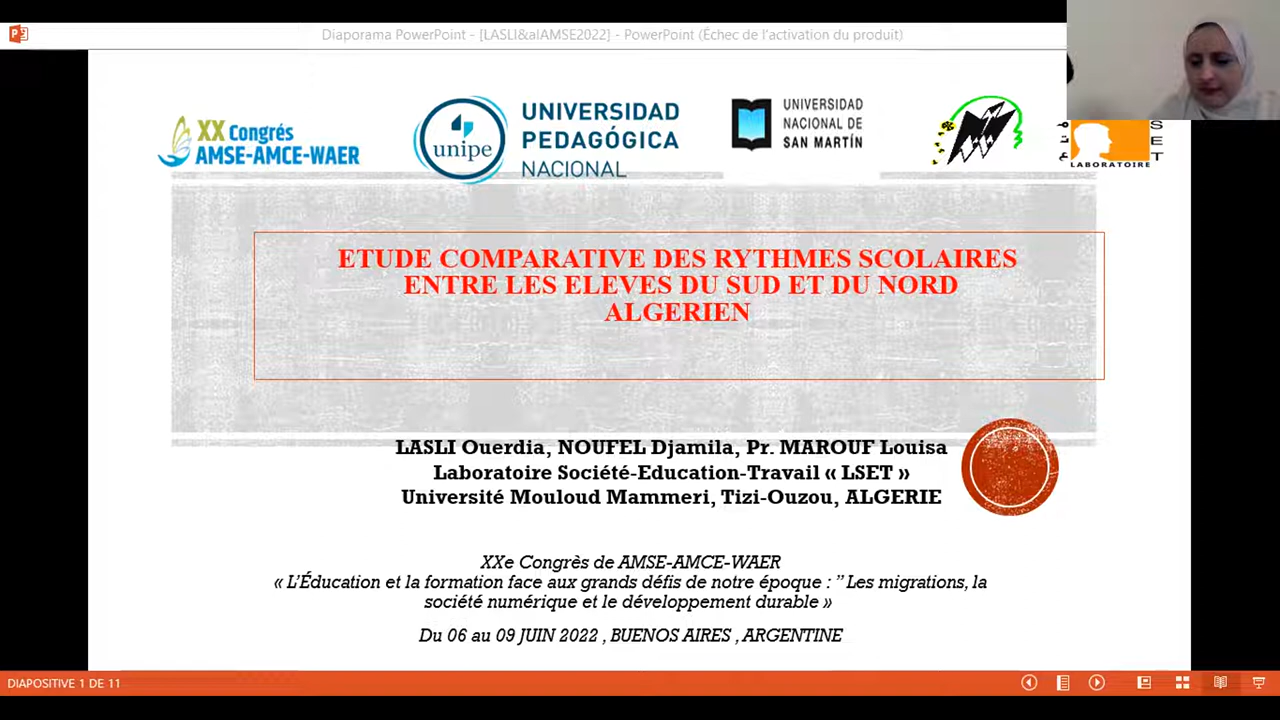 Diaporama PowerPoint - [LASLI&alAMSE2022] - PowerPoint (Échec de l'activation du produit)
XX Congrés
AMSE-AMCE-WAER
unipe
UNIVERSIDAD
PEDAGÓGICA
NACIONAL
UNIVERSIDAD
NACIONAL DE
SAN MARTÍN
S
E
T
LABORATOIRE
ETUDE COMPARATIVE DES RYTHMES SCOLAIRES
ENTRE LES ELEVES DU SUD ET DU NORD
ALGERIEN
LASLI Ouerdia, NOUFEL Djamila, Pr. MAROUF Louisa
Laboratoire Société-Education-Travail « LSET »
Université Mouloud Mammeri, Tizi-Ouzou, ALGERIE
XXe Congrès de AMSE-AMCE-WAER
« L'Éducation et la formation face aux grands défis de notre époque : " Les migrations, la
société numérique et le développement durable »
Du 06 au 09 JUIN 2022 , BUENOS AIRES , ARGENTINE
DIAPOSITIVE 1 DE 11